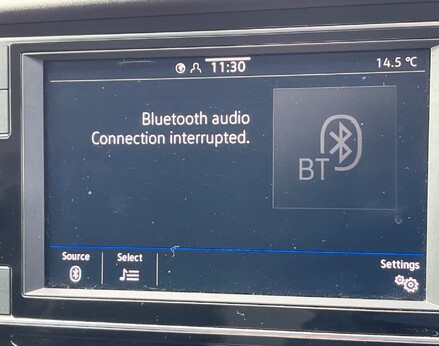 11:30
14.5 °C
Bluetooth audio
Connection interrupted.
BT
Source
Select
Settings